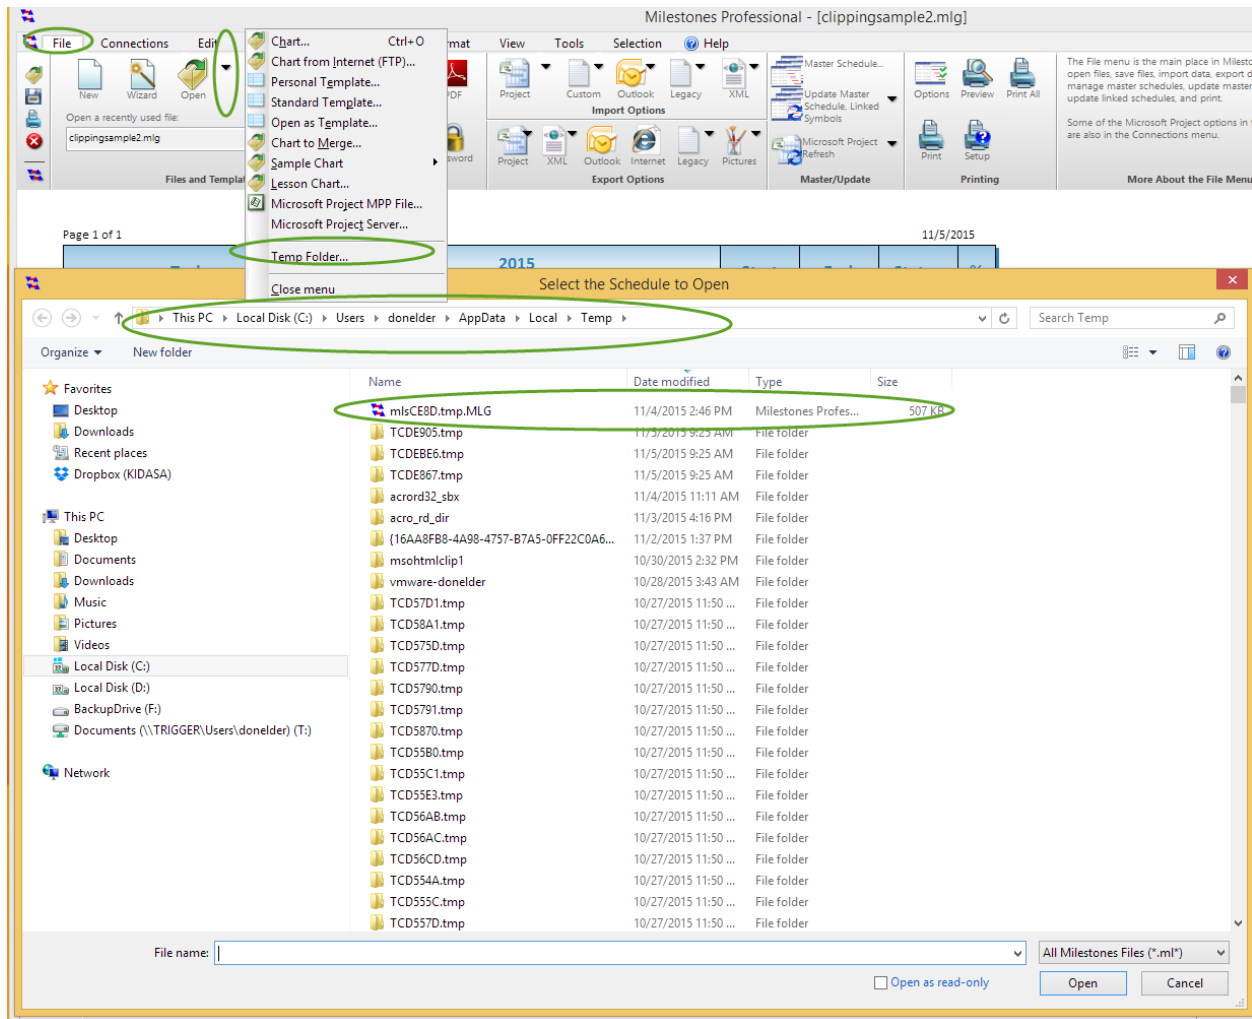 Milestones Professional - [clippingsample2.mlg]
File Connections Edit
View Tools Selection Help
New Wizard Open
Open a recently used file:
clippingsample2.mlg
Files and Templat
Chart... Ctrl+O
Chart from Internet (FTP)...
Personal Template...
Standard Template...
Open as Template...
Chart to Merge...
Sample Chart
Lesson Chart...
Microsoft Project MPP File...
Microsoft Project Server...
Temp Folder...
Close menu
Project Custom Outlook Legacy XML
Import Options
Project XML Outlook Internet Legacy Pictures
Export Options
Master Schedule...
Update Master
Schedule, Linked
Symbols
Microsoft Project
Refresh
Master/Update
Options Preview Print All
Print Setup
Printing
The File menu is the main place in Milesto
open files, save files, import data, export d
manage master schedules, update master
update linked schedules, and print.
Some of the Microsoft Project options in
are also in the Connections menu.
More About the File Menu
Page 1 of 1
11/5/2015
2015
Select the Schedule to Open
This PC Local Disk (C:) Users donelder AppData Local Temp
Search Temp
Organize New folder
Favorites
Desktop
Downloads
Recent places
Dropbox (KIDASA)
This PC
Desktop
Documents
Downloads
Music
Pictures
Videos
Local Disk (C:)
Local Disk (D:)
BackupDrive (F:)
Documents (\\TRIGGER\Users\donelder) (T:)
Network
Name Date modified Type Size
mlsCE8D.tmp.MLG 11/4/2015 2:46 PM Milestones Profes... 507 KB
TCDE905.tmp 11/5/2015 9:25 AM File folder
TCDEBE6.tmp 11/5/2015 9:25 AM File folder
TCDE867.tmp 11/5/2015 9:25 AM File folder
acrord32_sbx 11/4/2015 11:11 AM File folder
acro_rd_dir 11/3/2015 4:16 PM File folder
{16AA8FB8-4A98-4757-B7A5-0FF22C0A6... 11/2/2015 1:37 PM File folder
msohtmlclip1 10/30/2015 2:32 PM File folder
vmware-donelder 10/28/2015 3:43 AM File folder
TCD57D1.tmp 10/27/2015 11:50 ... File folder
TCD58A1.tmp 10/27/2015 11:50 ... File folder
TCD575D.tmp 10/27/2015 11:50 ... File folder
TCD577D.tmp 10/27/2015 11:50 ... File folder
TCD5790.tmp 10/27/2015 11:50 ... File folder
TCD5791.tmp 10/27/2015 11:50 ... File folder
TCD5870.tmp 10/27/2015 11:50 ... File folder
TCD55B0.tmp 10/27/2015 11:50 ... File folder
TCD55C1.tmp 10/27/2015 11:50 ... File folder
TCD55E3.tmp 10/27/2015 11:50 ... File folder
TCD56AB.tmp 10/27/2015 11:50 ... File folder
TCD56AC.tmp 10/27/2015 11:50 ... File folder
TCD56CD.tmp 10/27/2015 11:50 ... File folder
TCD554A.tmp 10/27/2015 11:50 ... File folder
TCD555C.tmp 10/27/2015 11:50 ... File folder
TCD557D.tmp 10/27/2015 11:50 ... File folder
File name:
All Milestones Files (*.ml*)
Open as read-only
Open Cancel